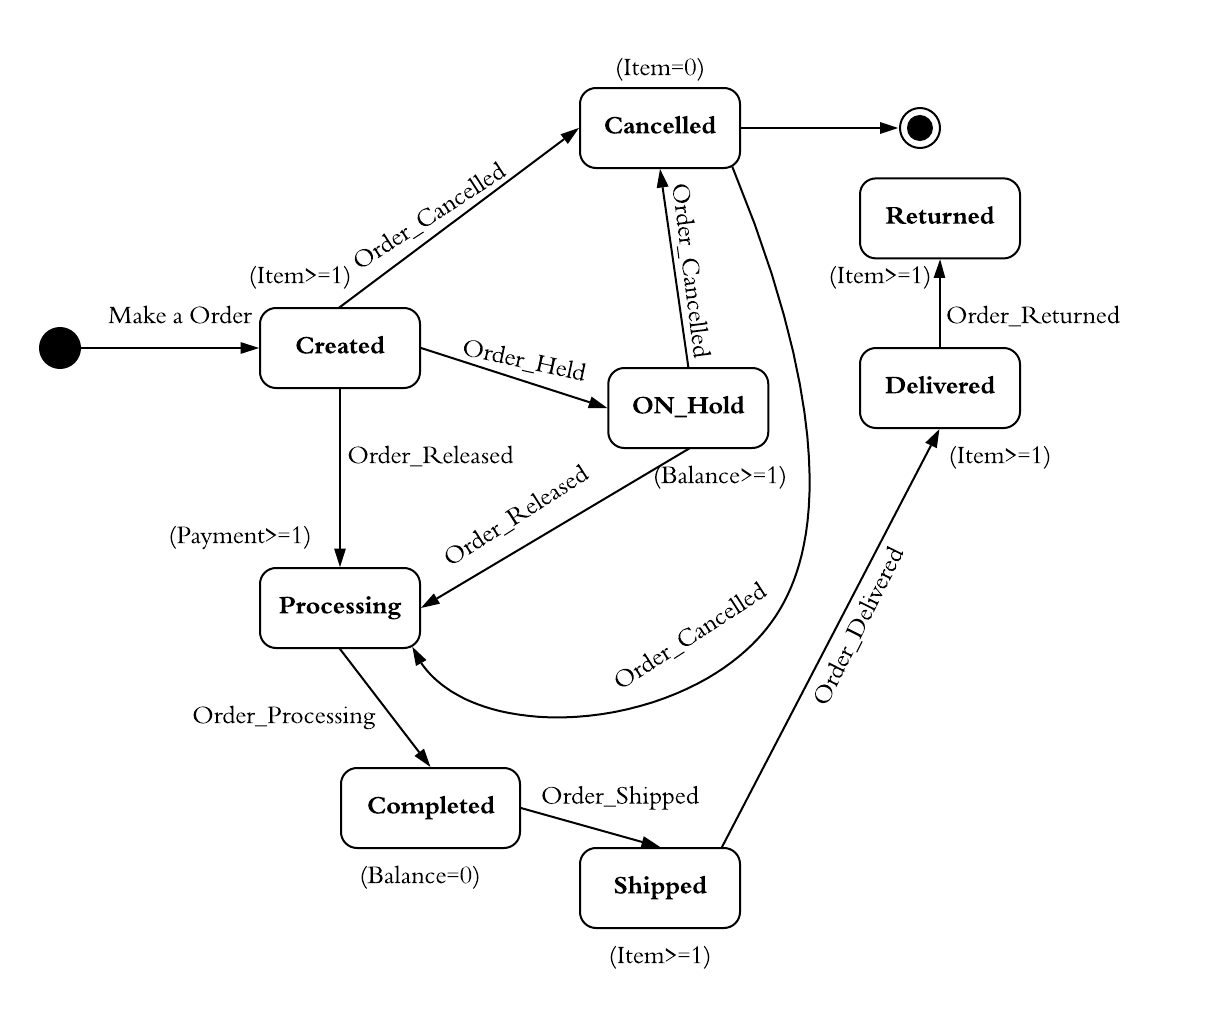 (Item=0)
Cancelled
Order_Cancelled
Order_Cancelled
Returned
(Item>=1)
(Item>=1)
Make a Order
Order_Returned
Created
Order_Held
Delivered
ON_Hold
Order_Released
(Item>=1)
(Balance>=1)
Order_Released
(Payment>=1)
Processing
Order_Cancelled
Order_Delivered
Order_Processing
Completed
Order_Shipped
(Balance=0)
Shipped
(Item>=1)